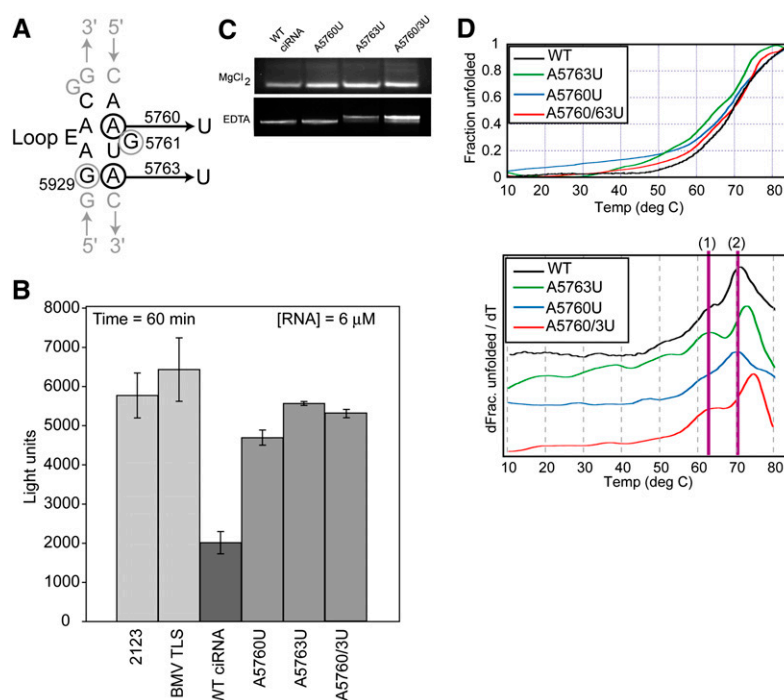 A
3' 5'
G C
G
C A
A A 5760 U
Loop E
A U G 5761
5929 G A 5763 U
G C
5' 3'
C
WT ciRNA
A5760U
A5763U
A5760/3U
MgCl2
EDTA
B
Time = 60 min [RNA] = 6 µM
Light units
8000
7000
6000
5000
4000
3000
2000
1000
0
2123
BMV TLS
WT ciRNA
A5760U
A5763U
A5760/3U
D
WT
A5763U
A5760U
A5760/63U
Fraction unfolded
1
0.8
0.6
0.4
0.2
0
10 20 30 40 50 60 70 80
Temp (deg C)
(1) (2)
WT
A5763U
A5760U
A5760/3U
dFrac. unfolded / dT
10 20 30 40 50 60 70 80
Temp (deg C)